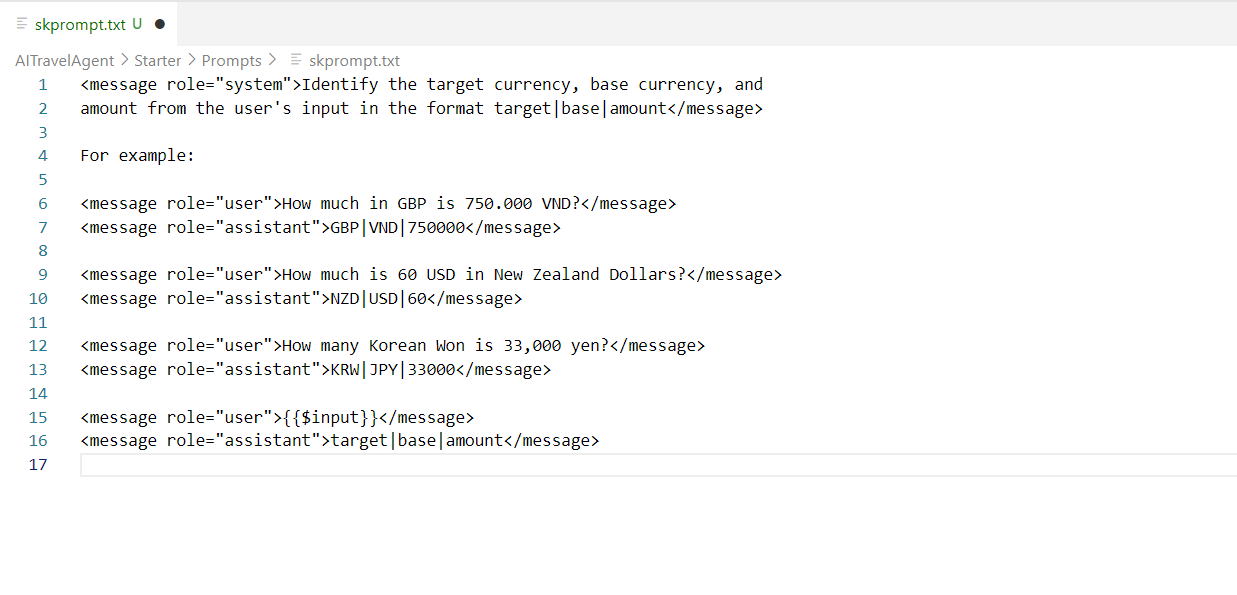 skprompt.txt U
AITravelAgent > Starter > Prompts > skprompt.txt
1 <message role="system">Identify the target currency, base currency, and
2 amount from the user's input in the format target|base|amount</message>
3
4 For example:
5
6 <message role="user">How much in GBP is 750.000 VND?</message>
7 <message role="assistant">GBP|VND|750000</message>
8
9 <message role="user">How much is 60 USD in New Zealand Dollars?</message>
10 <message role="assistant">NZD|USD|60</message>
11
12 <message role="user">How many Korean Won is 33,000 yen?</message>
13 <message role="assistant">KRW|JPY|33000</message>
14
15 <message role="user">{{$input}}</message>
16 <message role="assistant">target|base|amount</message>
17